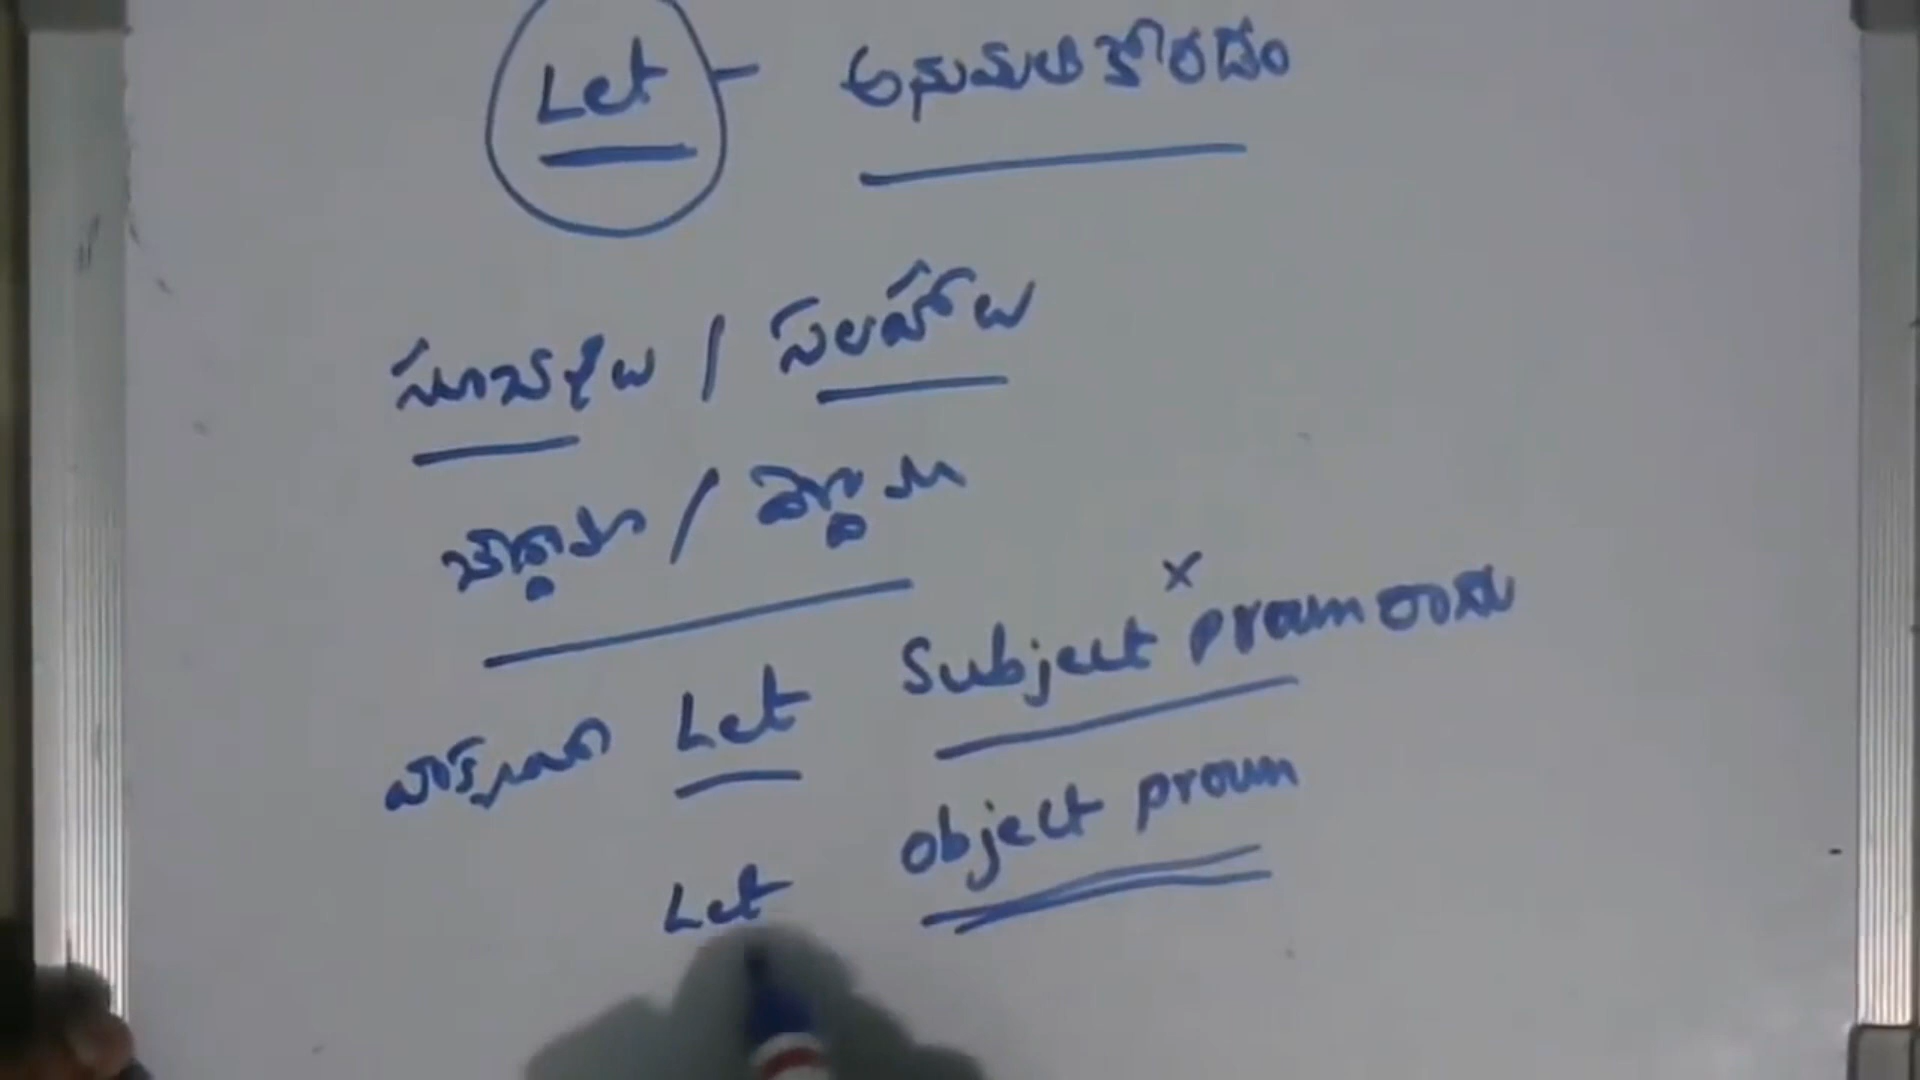 Let - అనుమతి కోరడం
సూచనలు / సలహాలు
చేద్దాము / వెళ్దాము
Let Subject × proun రాదు
Let object proun